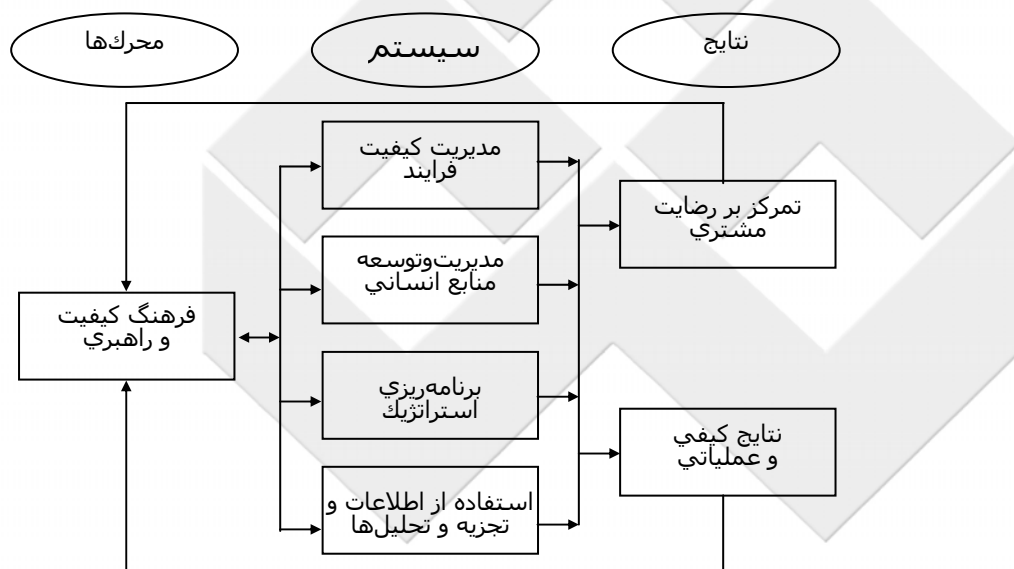 محرك‌ها
سيستم
نتايج
مديريت كيفيت
فرايند
تمركز بر رضايت
مشتري
مديريت‌وتوسعه
منابع انساني
فرهنگ كيفيت
و راهبري
برنامه‌ريزي
استراتژيك
نتايج كيفي
و عملياتي
استفاده از اطلاعات و
تجزيه و تحليل‌ها